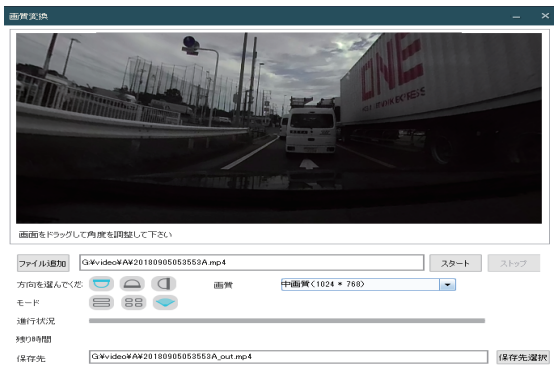 画質変換
ONE
画面をドラッグして角度を調整して下さい
ファイル追加 G:¥video¥A¥20180905053553A.mp4 スタート ストップ
方向を選んでくだ 画質 中画質(1024 * 768)
モード
進行状況
残り時間
保存先 G:¥video¥A¥20180905053553A_out.mp4 保存先選択